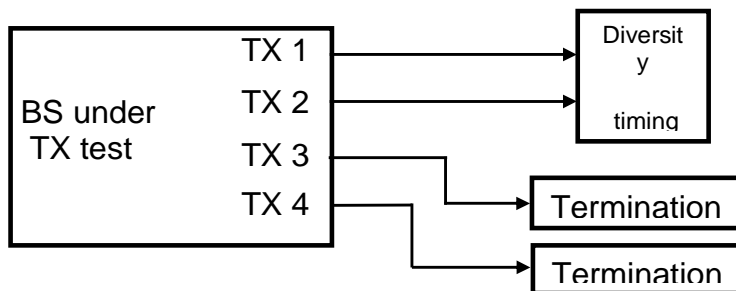 TX 1
TX 2
TX 3
TX 4
BS under
TX test
Diversit
y
timing
Termination
Termination